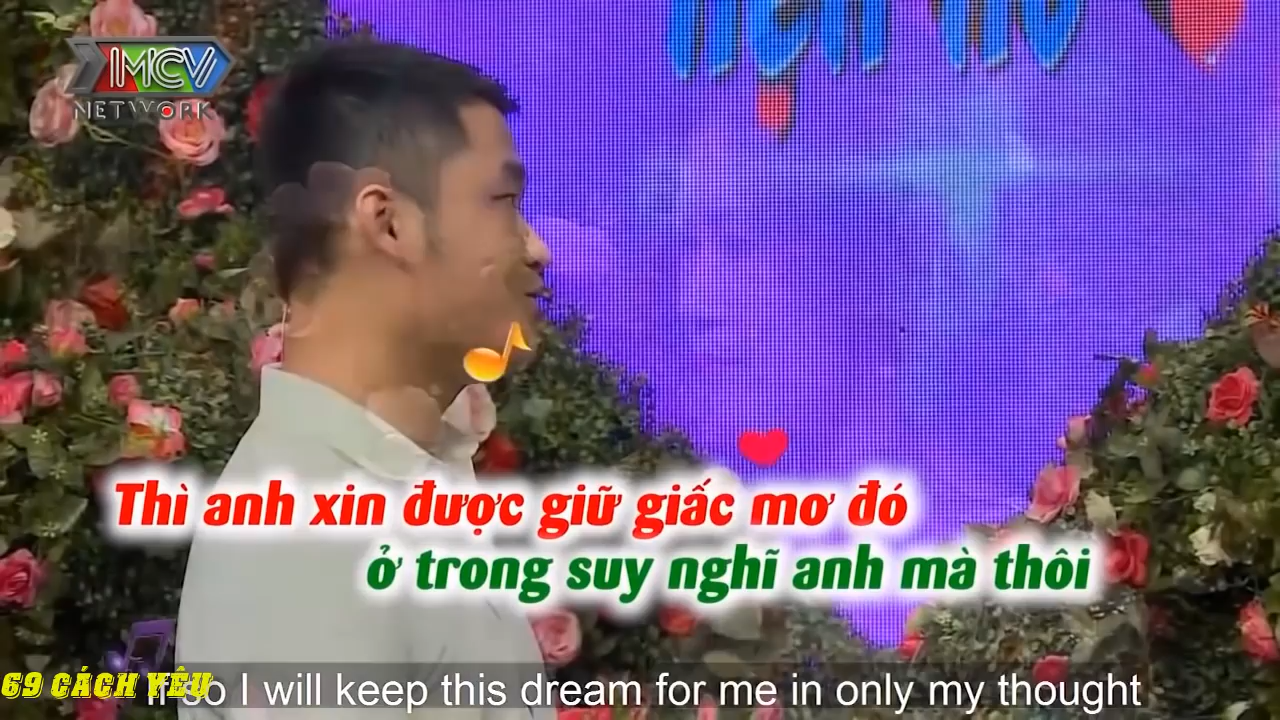 MCV
NETWORK
Thì anh xin được giữ giấc mơ đó
ở trong suy nghĩ anh mà thôi
69 CÁCH YÊU
If so I will keep this dream for me in only my thought